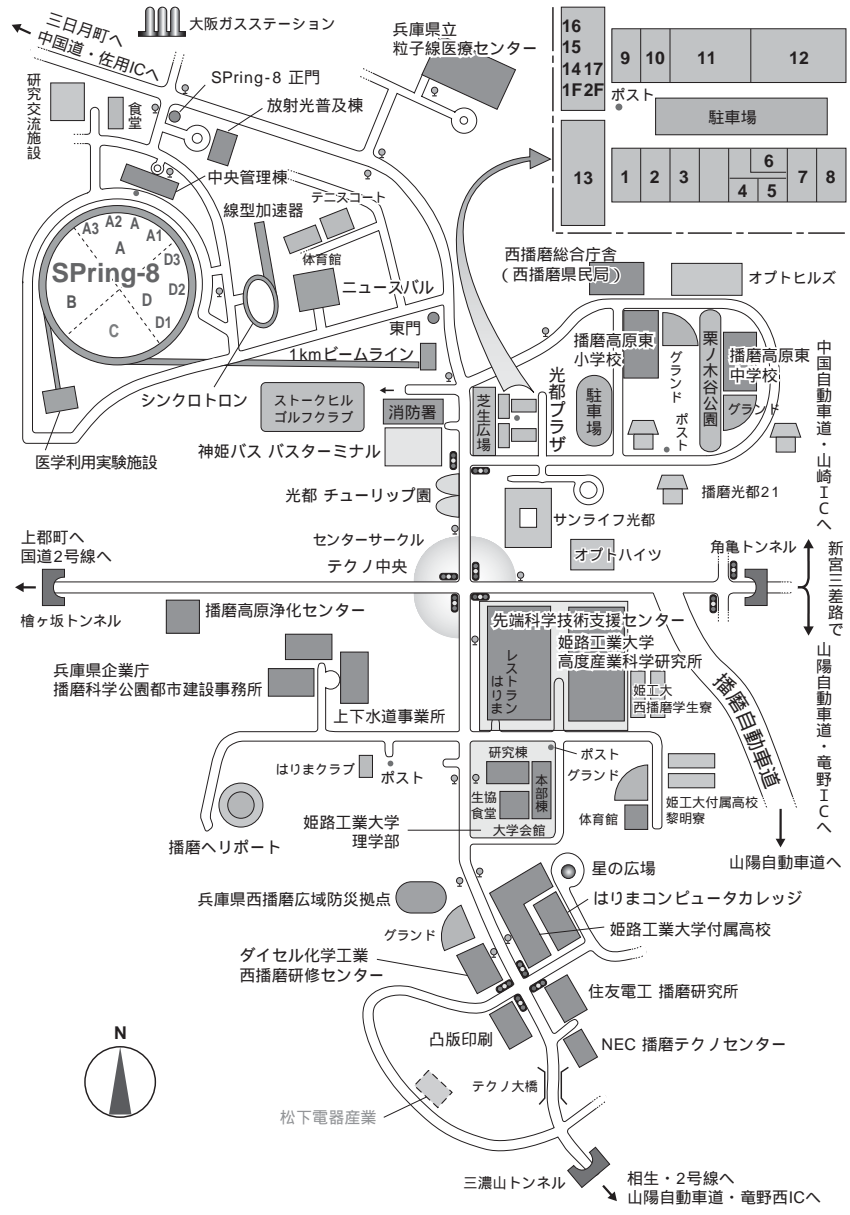 三日月町へ
中国道・佐用ICへ
大阪ガスステーション
兵庫県立
粒子線医療センター
SPring-8 正門
放射光普及棟
研究交流施設
食堂
中央管理棟
テニスコート
線型加速器
体育館
ニュースバル
東門
1kmビームライン
シンクロトロン
医学利用実験施設
A3
A2
A
A1
A
D3
SPring-8
D2
B
D
D1
C
16
15
14 17
1F 2F
9
10
11
12
ポスト
駐車場
13
1
2
3
6
4
5
7
8
西播磨総合庁舎
(西播磨県民局)
オプトヒルズ
播磨高原東
小学校
グランド
栗ノ木谷公園
播磨高原東
中学校
グランド
駐車場
ポスト
光都プラザ
芝生広場
ストークヒル
ゴルフクラブ
消防署
神姫バス バスターミナル
光都 チューリップ園
播磨光都21
サンライフ光都
中国自動車道・山崎ICへ
センターサークル
テクノ中央
オプトハイツ
角亀トンネル
新宮三差路で
山陽自動車道・竜野ICへ
上郡町へ
国道2号線へ
檜ヶ坂トンネル
播磨高原浄化センター
先端科学技術支援センター
姫路工業大学
高度産業科学研究所
レストラン
はりま
姫工大
西播磨学生寮
播磨自動車道
兵庫県企業庁
播磨科学公園都市建設事務所
上下水道事業所
はりまクラブ
ポスト
研究棟
ポスト
グランド
生協
食堂
本部棟
大学会館
体育館
姫工大付属高校
黎明寮
姫路工業大学
理学部
播磨ヘリポート
山陽自動車道へ
星の広場
はりまコンピュータカレッジ
姫路工業大学付属高校
兵庫県西播磨広域防災拠点
グランド
ダイセル化学工業
西播磨研修センター
住友電工 播磨研究所
凸版印刷
NEC 播磨テクノセンター
テクノ大橋
松下電器産業
N
三濃山トンネル
相生・2号線へ
山陽自動車道・竜野西ICへ